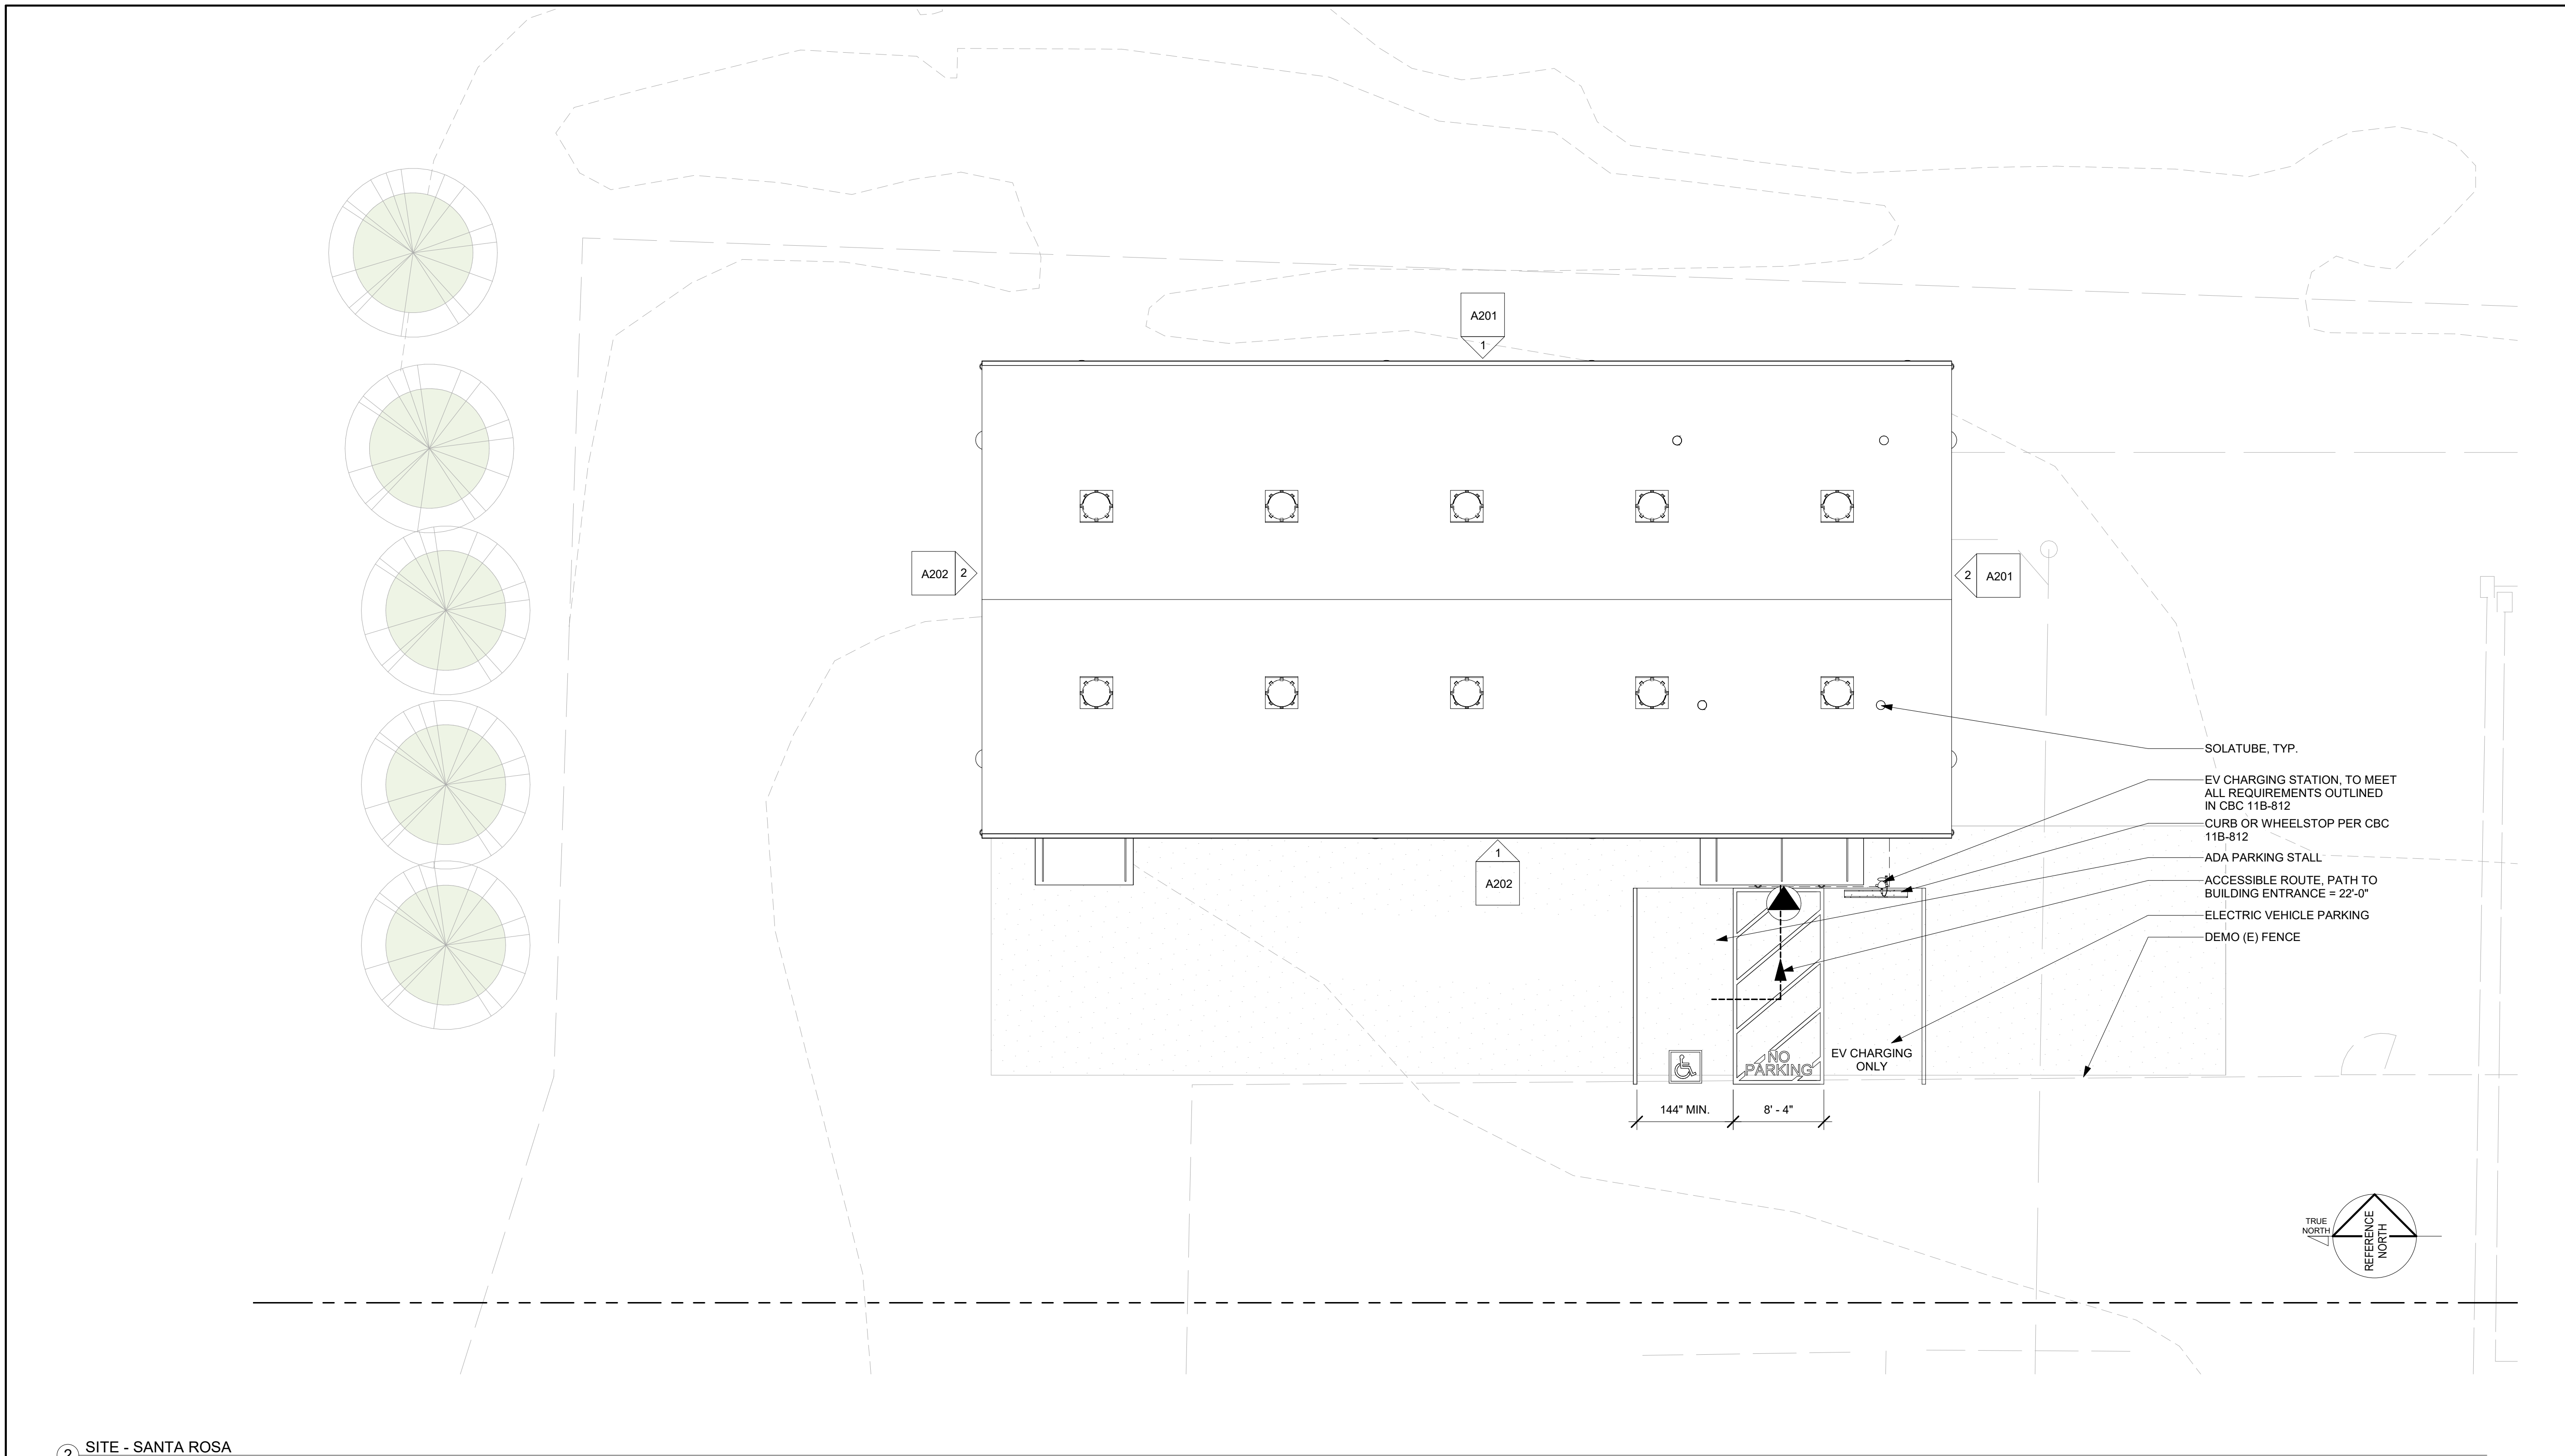 A201
1
A202
2
2
A201
SOLATUBE, TYP.
EV CHARGING STATION, TO MEET
ALL REQUIREMENTS OUTLINED
IN CBC 11B-812
CURB OR WHEELSTOP PER CBC
11B-812
1
A202
ADA PARKING STALL
ACCESSIBLE ROUTE, PATH TO
BUILDING ENTRANCE = 22'-0"
ELECTRIC VEHICLE PARKING
DEMO (E) FENCE
NO
PARKING
EV CHARGING
ONLY
144" MIN.
8' - 4"
TRUE
NORTH
REFERENCE
NORTH
2
SITE - SANTA ROSA